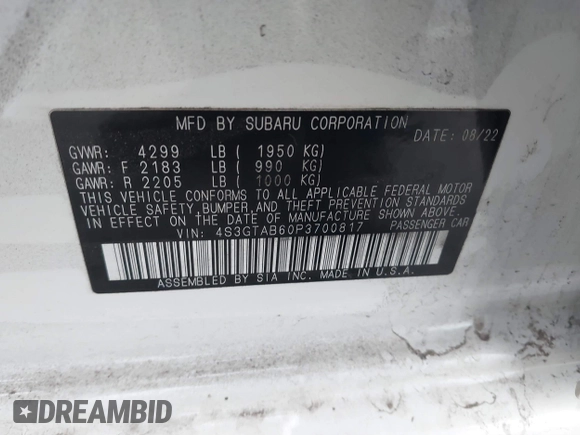 MFD BY SUBARU CORPORATION
DATE: 08/22
GVWR: 4299 LB ( 1950 KG)
GAWR: F 2183 LB ( 990 KG)
GAWR: R 2205 LB ( 1000 KG)
THIS VEHICLE CONFORMS TO ALL APPLICABLE FEDERAL MOTOR
VEHICLE SAFETY,BUMPER,AND THEFT PREVENTION STANDARDS
IN EFFECT ON THE DATE OF MANUFACTURE SHOWN ABOVE.
VIN: 4S3GTAB60P3700817 PASSENGER CAR
ASSEMBLED BY SIA INC. MADE IN U.S.A.
DREAMBID